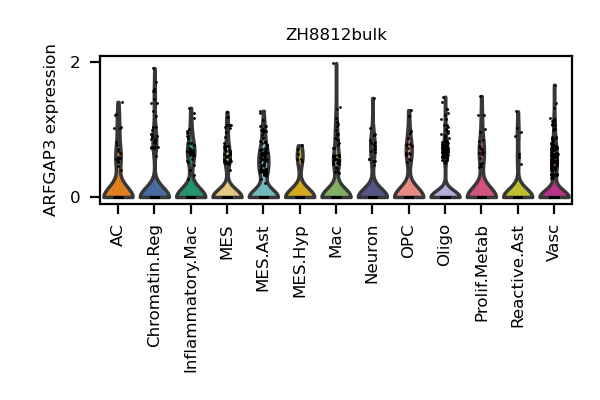 ZH8812bulk
ARFGAP3 expression
2
0
AC
Chromatin.Reg
Inflammatory.Mac
MES
MES.Ast
MES.Hyp
Mac
Neuron
OPC
Oligo
Prolif.Metab
Reactive.Ast
Vasc